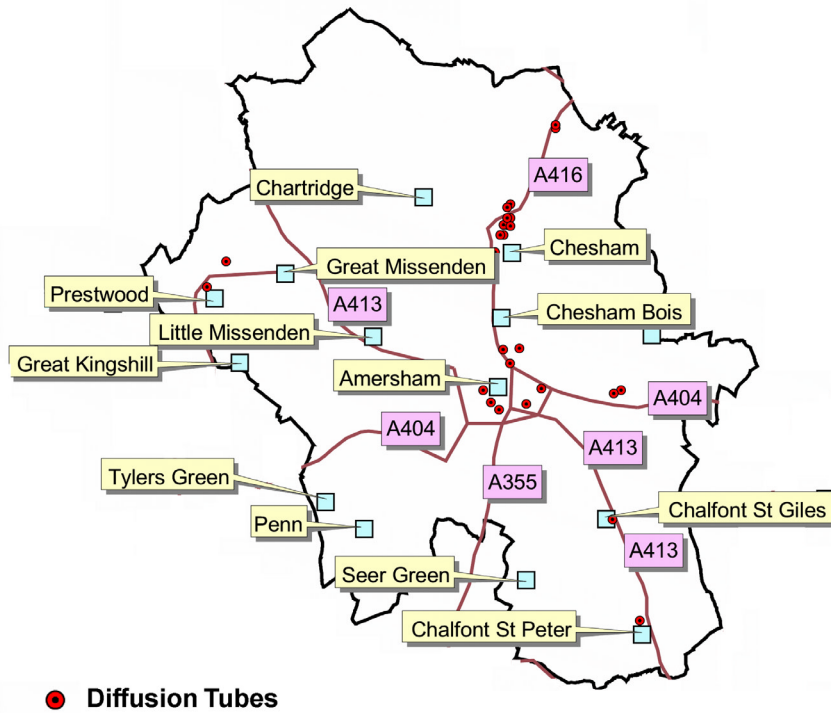 A416
Chartridge
Chesham
Great Missenden
Prestwood
A413
Chesham Bois
Little Missenden
Great Kingshill
Amersham
A404
A404
A413
Tylers Green
A355
Chalfont St Giles
Penn
A413
Seer Green
Chalfont St Peter
Diffusion Tubes